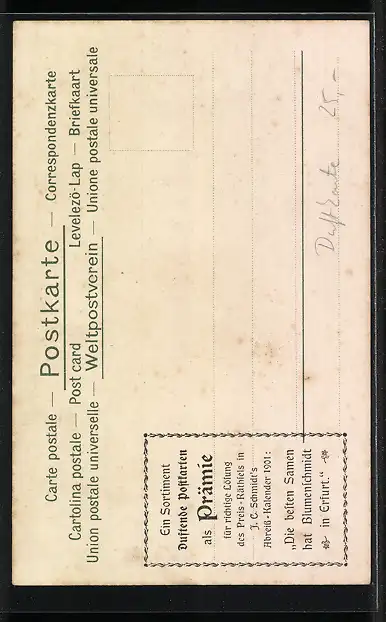 Carte postale — Postkarte — Correspondenzkarte
Cartolina postale — Post card Levelezö-Lap — Briefkaart
Union postale universelle — Weltpostverein — Unione postale universale
Ein Sortiment
Duftende Postkarten
als Prämie
für richtige Lösung
des Preis-Räthsels in
J. C. Schmidt's
Abreiß-Kalender 1901:
„Die besten Samen
hat Blumenschmidt
in Erfurt.“
Duftkarte 25,–